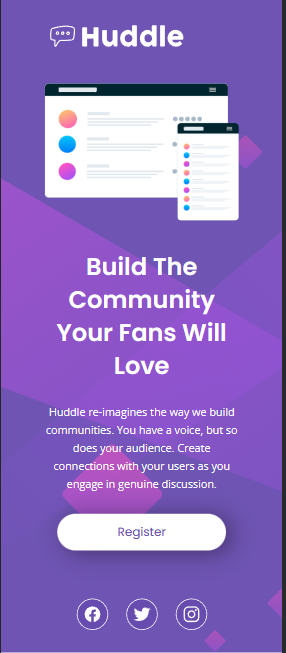 Huddle
Build The
Community
Your Fans Will
Love
Huddle re-imagines the way we build
communities. You have a voice, but so
does your audience. Create
connections with your users as you
engage in genuine discussion.
Register